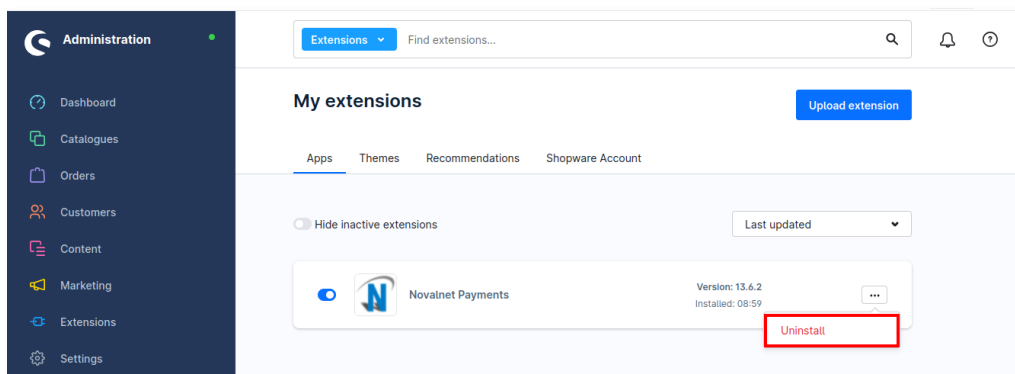 Administration
Extensions
Find extensions...
Dashboard
Catalogues
Orders
Customers
Content
Marketing
Extensions
Settings
My extensions
Upload extension
Apps
Themes
Recommendations
Shopware Account
Hide inactive extensions
Last updated
N
Novalnet Payments
Version: 13.6.2
Installed: 08:59
...
Uninstall